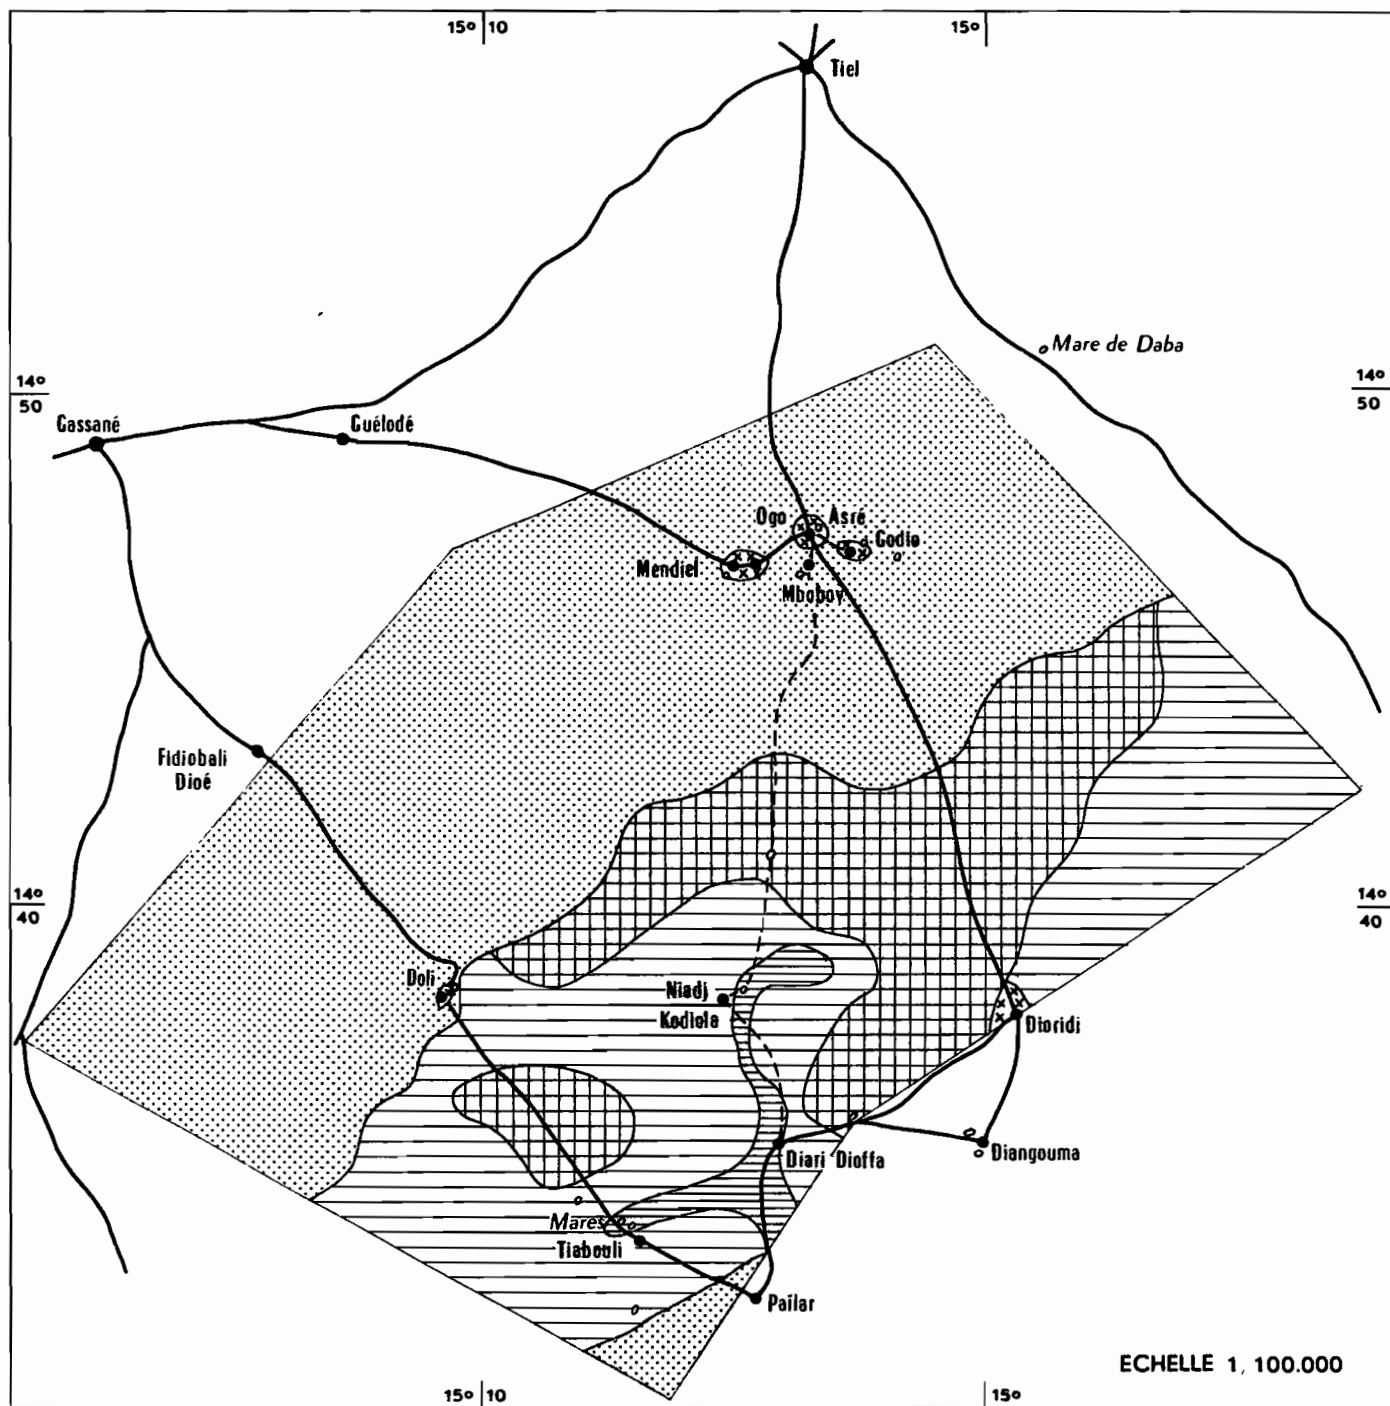 15° 10
15°
Tiel
Mare de Daba
14°
50
14°
50
Gassané
Guélodé
Ogo
Asré
Godio
Mendiel
Mboboy
Fidiobali
Dioé
14°
40
14°
40
Doli
Niadj
Kodiola
Dioridi
Diari Dioffa
Diangouma
Mares
Tiabouli
Païlar
ECHELLE 1, 100.000
15° 10
15°